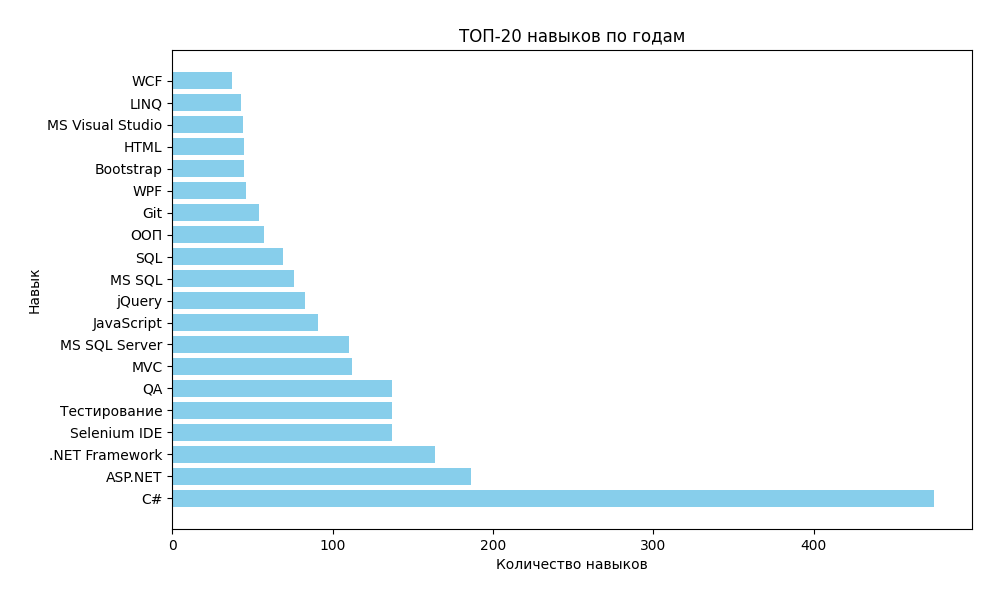 ТОП-20 навыков по годам
WCF
LINQ
MS Visual Studio
HTML
Bootstrap
WPF
Git
ООП
SQL
MS SQL
jQuery
JavaScript
MS SQL Server
MVC
QA
Тестирование
Selenium IDE
.NET Framework
ASP.NET
C#
Навык
0
100
200
300
400
Количество навыков